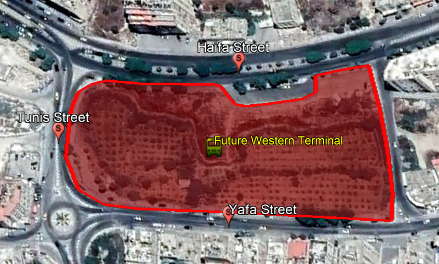 Haifa Street
Tunis Street
Future Western Terminal
Yafa Street